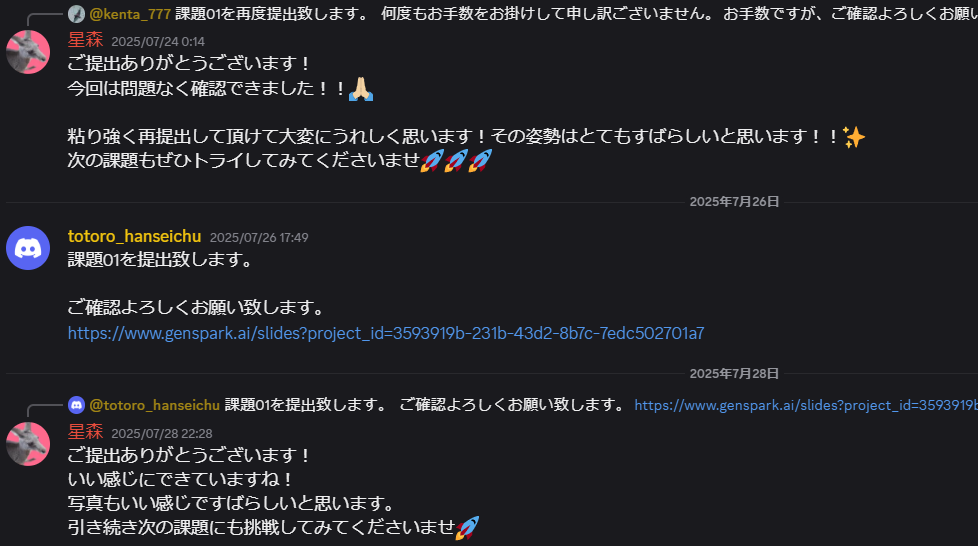 @kenta_777 課題01を再度提出致します。 何度もお手数をお掛けして申し訳ございません。 お手数ですが、ご確認よろしくお願い
星森 2025/07/24 0:14
ご提出ありがとうございます！
今回は問題なく確認できました！！🙏🏻
粘り強く再提出して頂けて大変にうれしく思います！その姿勢はとてもすばらしいと思います！！✨
次の課題もぜひトライしてみてくださいませ🚀🚀🚀
2025年7月26日
totoro_hanseichu 2025/07/26 17:49
課題01を提出致します。
ご確認よろしくお願い致します。
https://www.genspark.ai/slides?project_id=3593919b-231b-43d2-8b7c-7edc502701a7
2025年7月28日
@totoro_hanseichu 課題01を提出致します。 ご確認よろしくお願い致します。 https://www.genspark.ai/slides?project_id=3593919b
星森 2025/07/28 22:28
ご提出ありがとうございます！
いい感じにできていますね！
写真もいい感じですばらしいと思います。
引き続き次の課題にも挑戦してみてくださいませ🚀